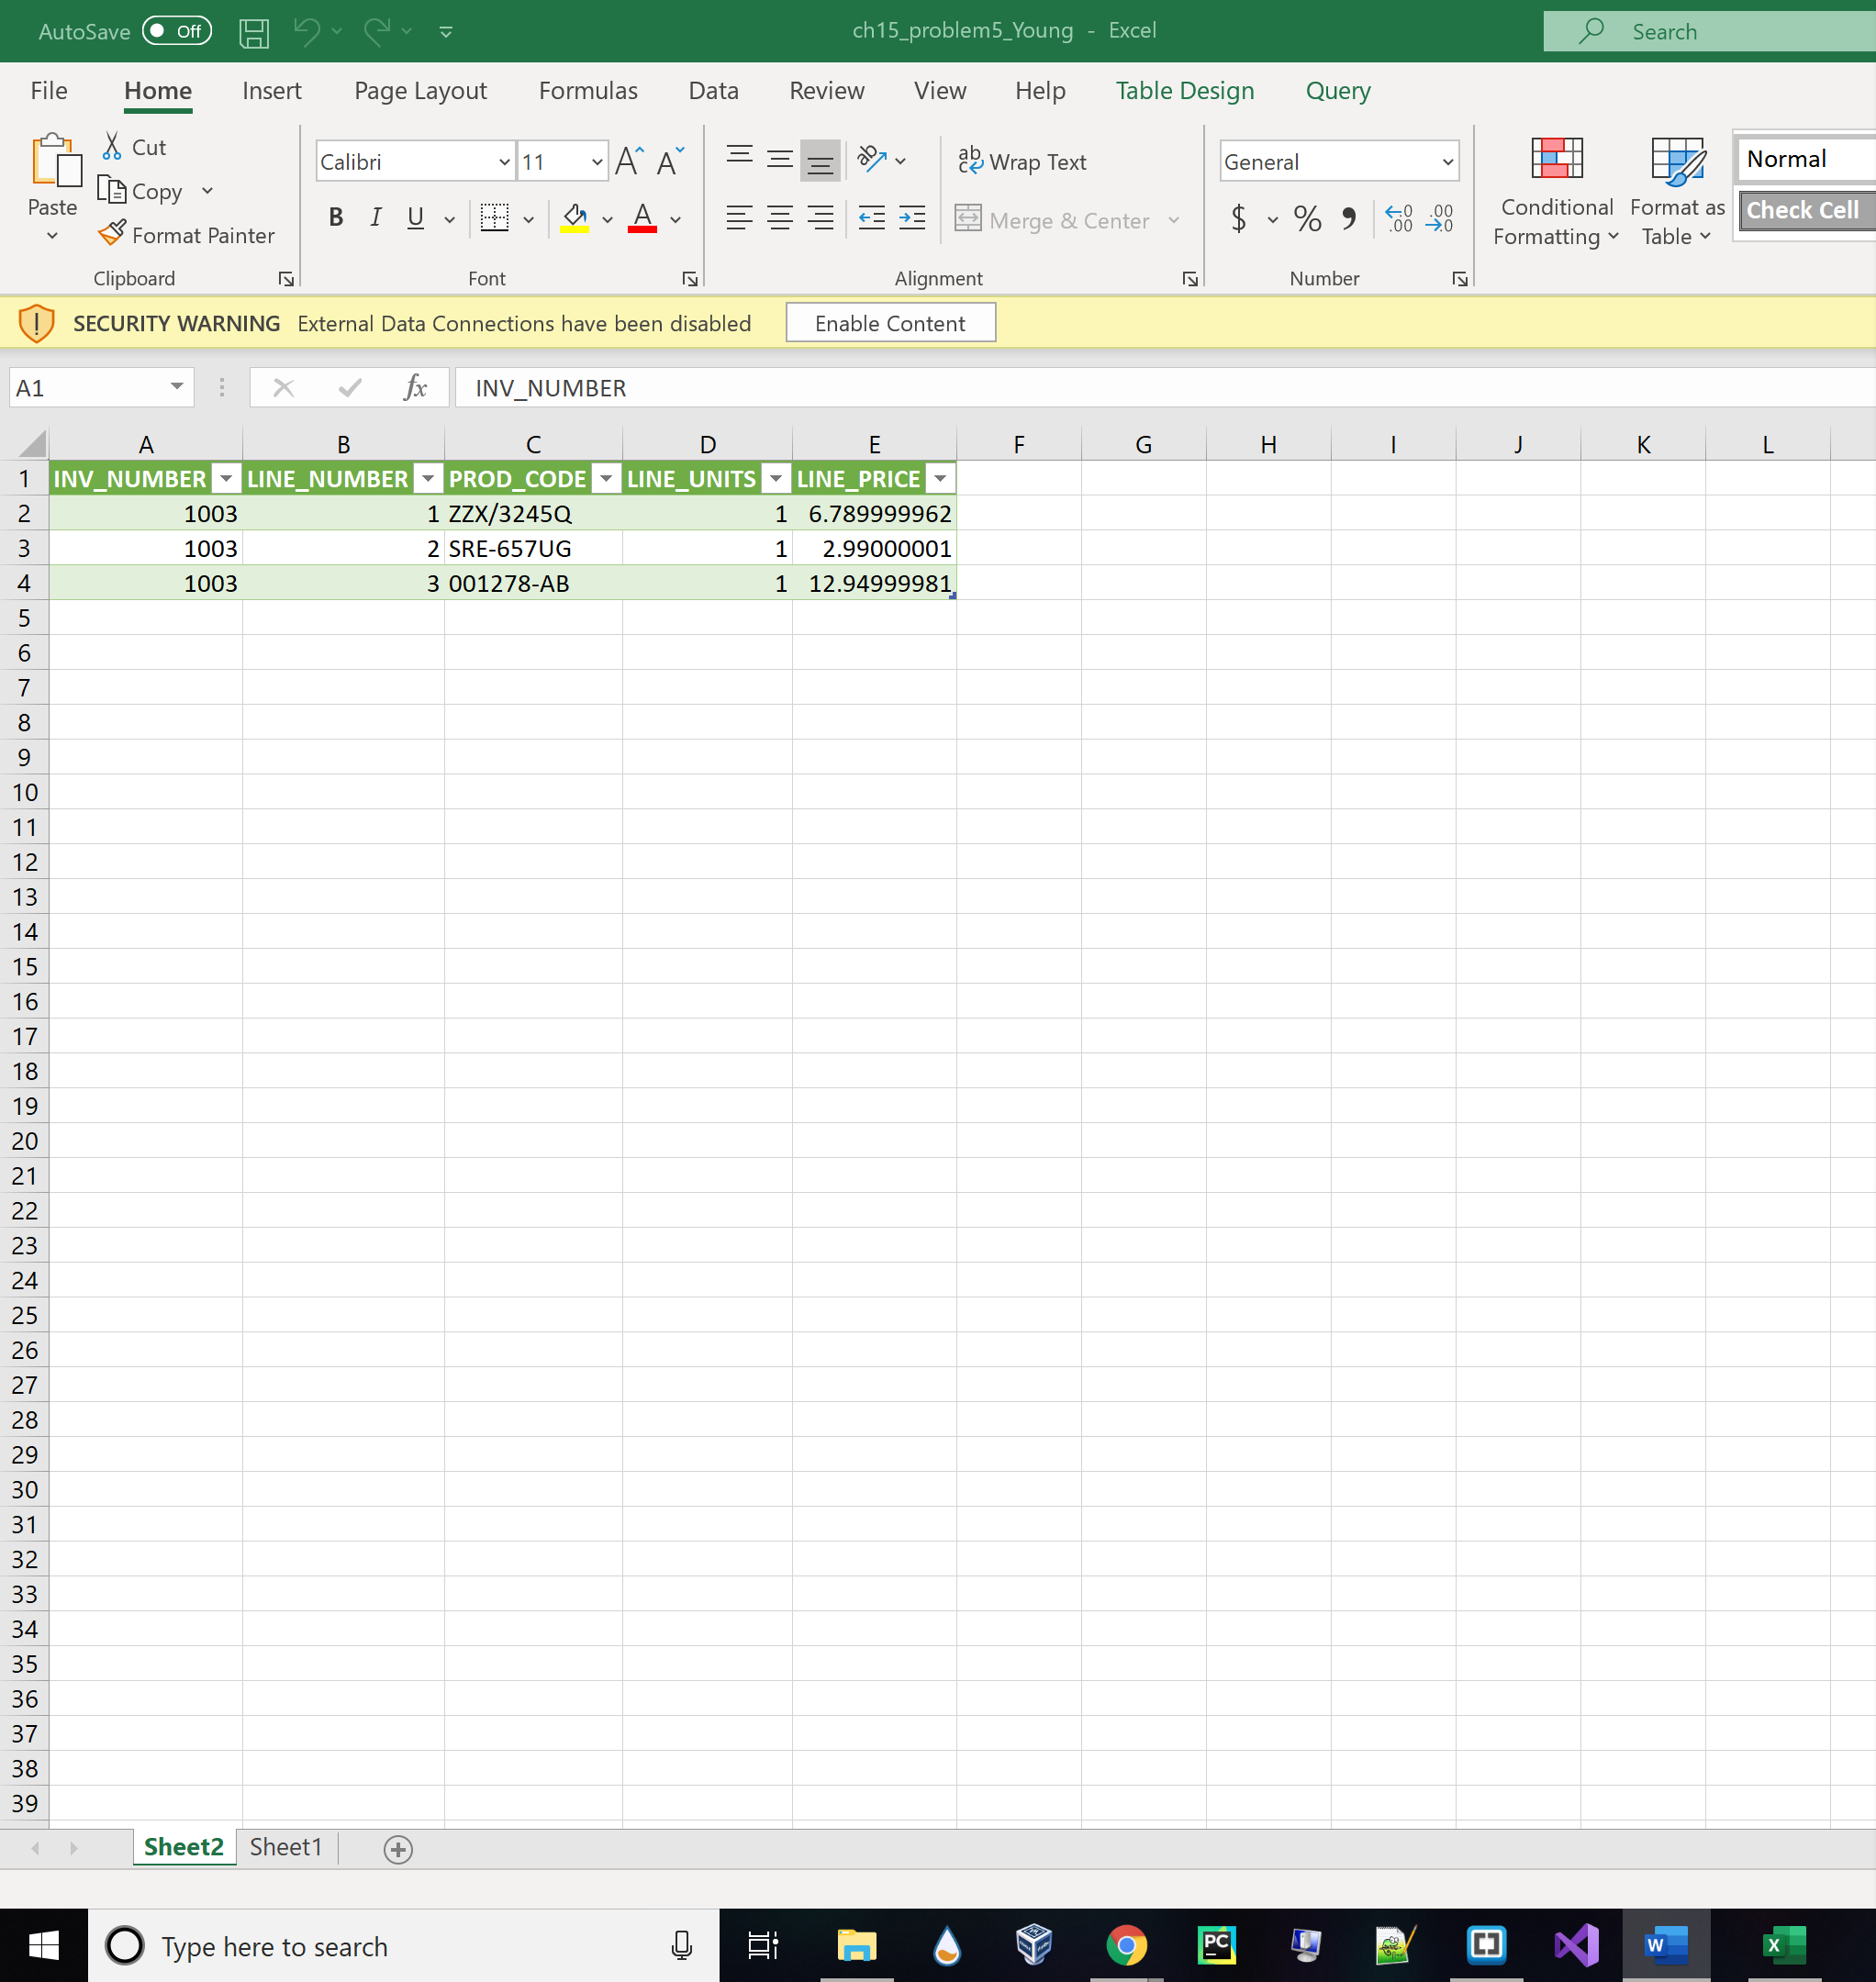 AutoSave Off ch15_problem5_Young - Excel Search
File Home Insert Page Layout Formulas Data Review View Help Table Design Query
Paste
Cut
Copy
Format Painter
Clipboard
Calibri 11 A A
B I U A
Font
ab Wrap Text
Merge & Center
Alignment
General
$ % , .00 .00
Number
Conditional Formatting
Format as Table
Normal
Check Cell
SECURITY WARNING External Data Connections have been disabled Enable Content
A1 fx INV_NUMBER
A B C D E F G H I J K L
1 INV_NUMBER LINE_NUMBER PROD_CODE LINE_UNITS LINE_PRICE
2 1003 1 ZZX/3245Q 1 6.789999962
3 1003 2 SRE-657UG 1 2.99000001
4 1003 3 001278-AB 1 12.94999981
5
6
7
8
9
10
11
12
13
14
15
16
17
18
19
20
21
22
23
24
25
26
27
28
29
30
31
32
33
34
35
36
37
38
39
Sheet2 Sheet1
Type here to search PC W X